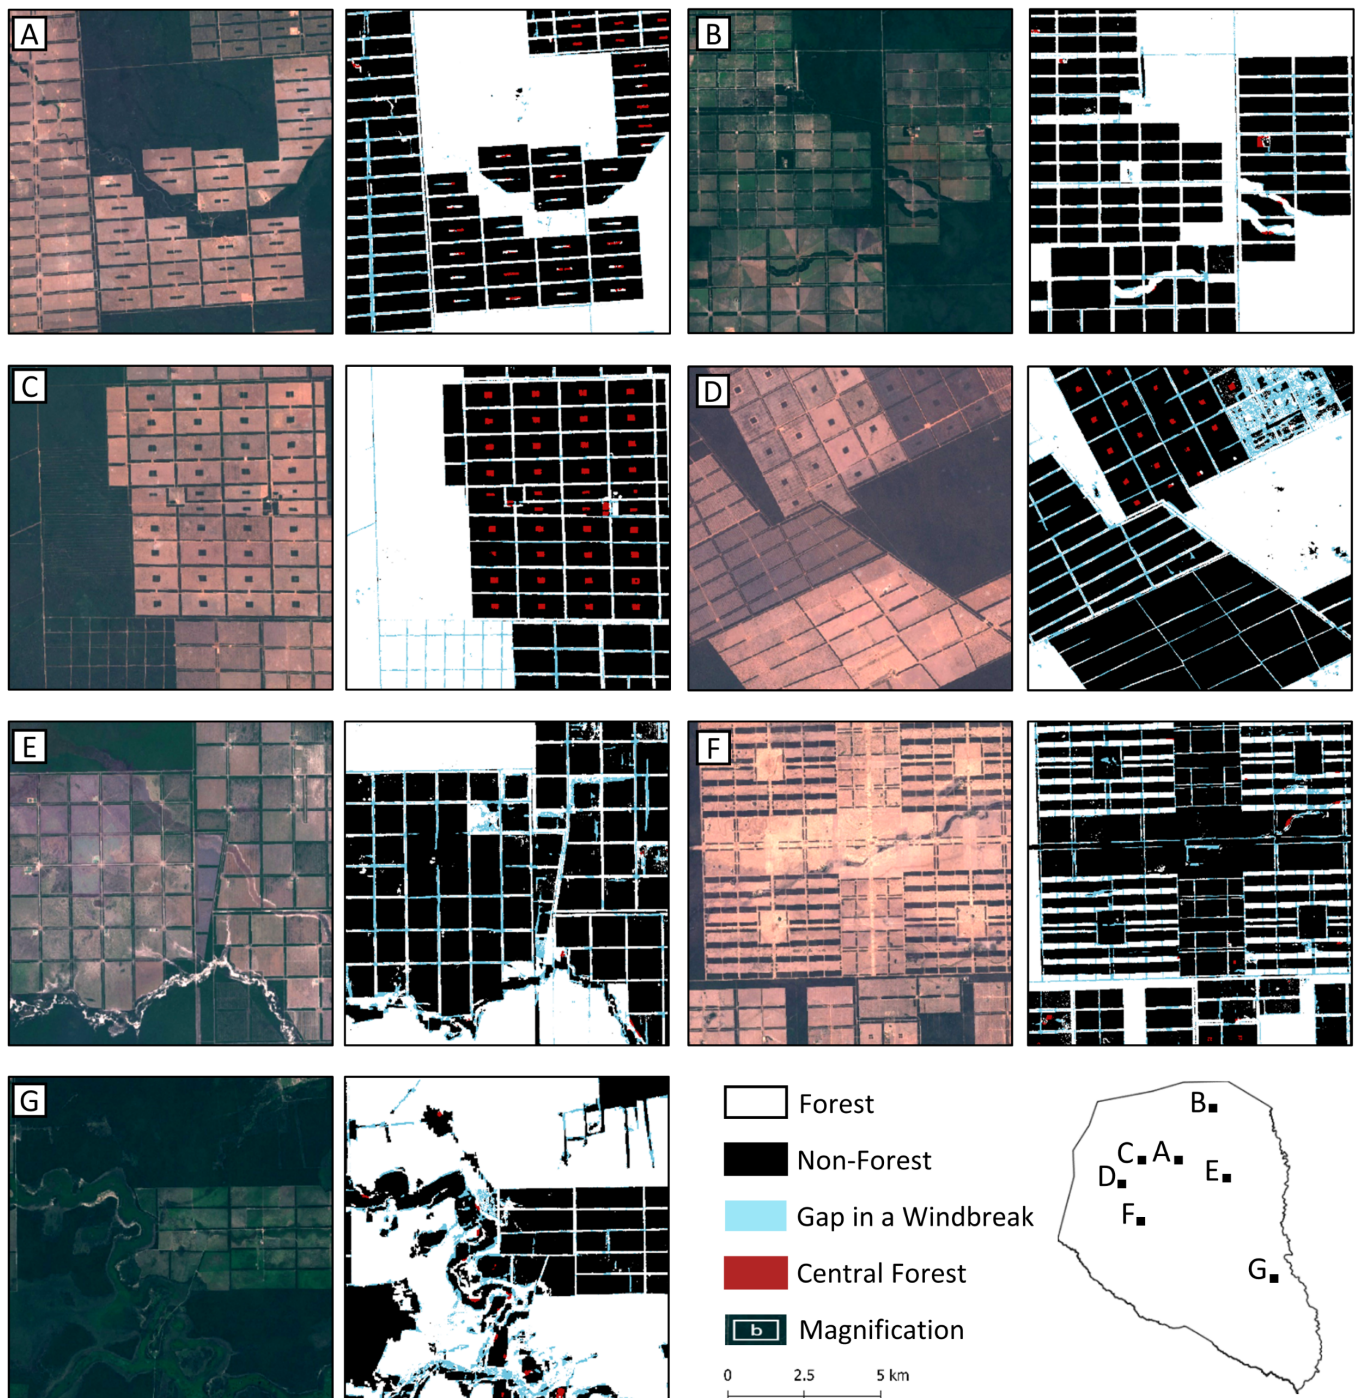 A
B
C
D
E
F
G
Forest
Non-Forest
Gap in a Windbreak
Central Forest
b
Magnification
0 2.5 5 km
B
C A
D E
F
G